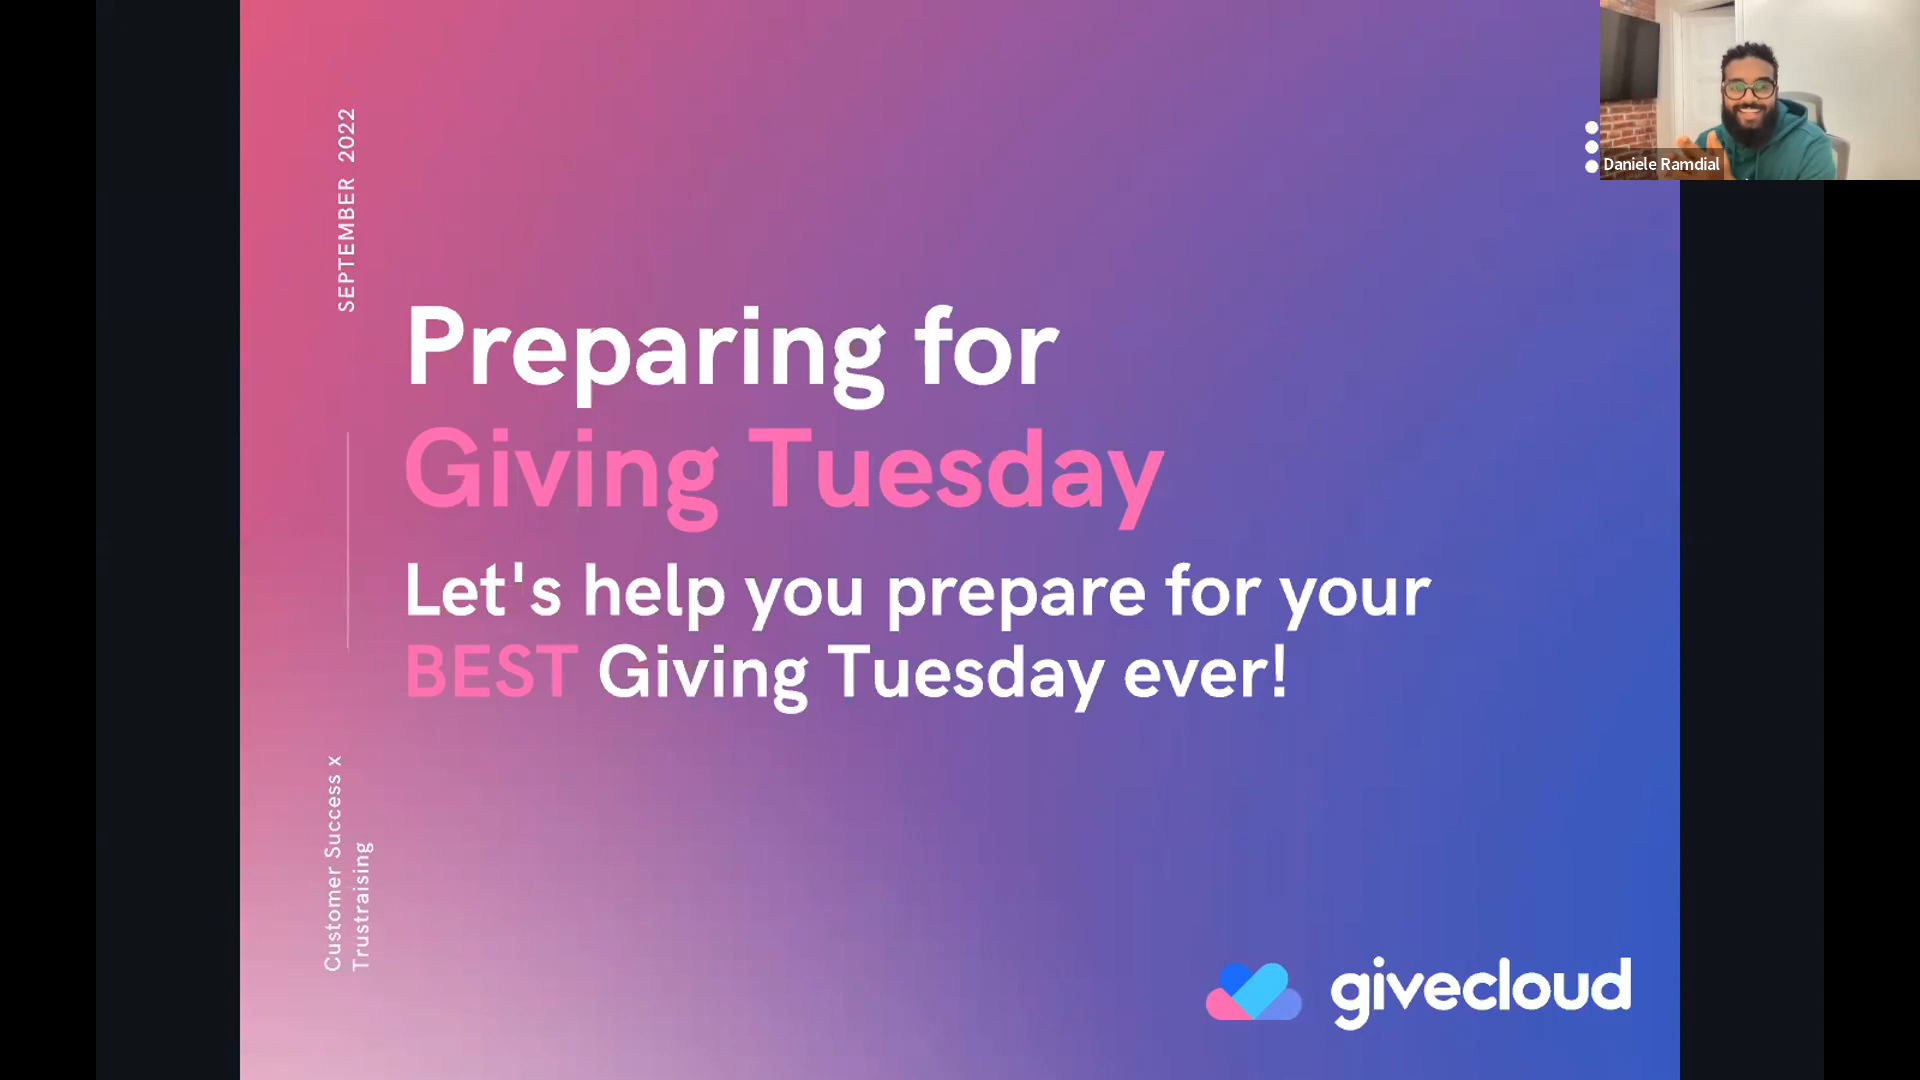 SEPTEMBER 2022
Preparing for
Giving Tuesday
Let's help you prepare for your
BEST Giving Tuesday ever!
Customer Success x
Trustraising
givecloud
Daniele Ramdial